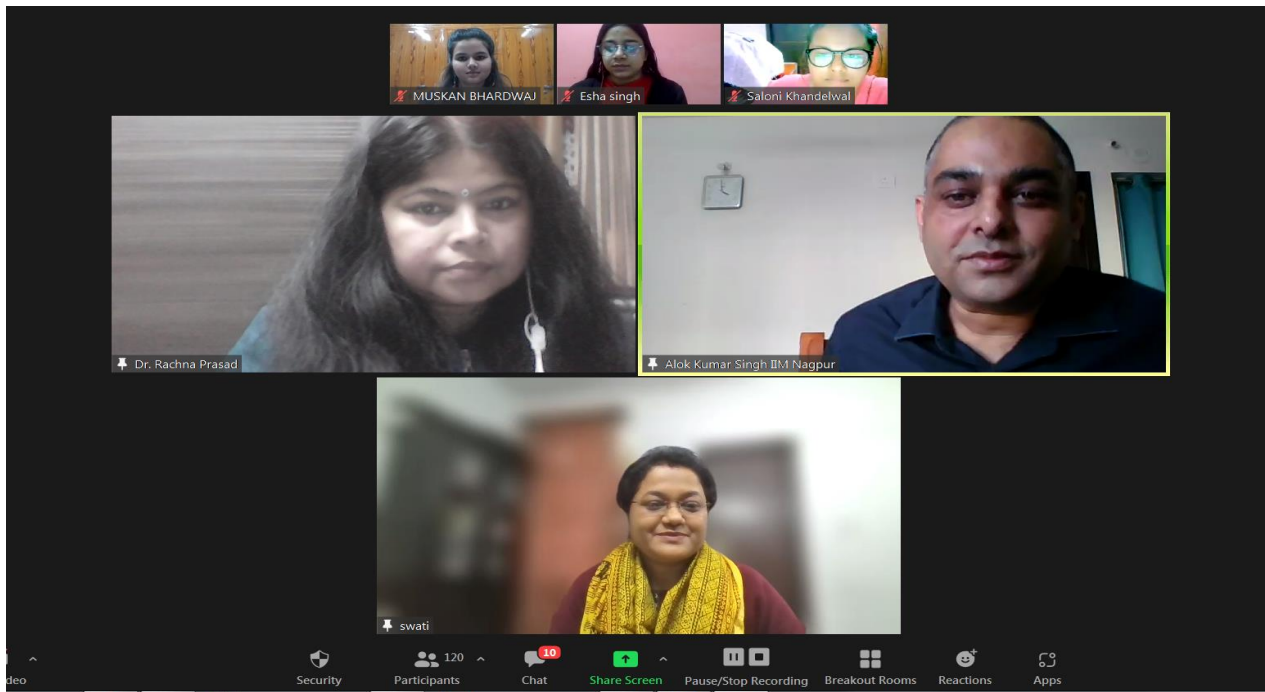 MUSKAN BHARDWAJ
Esha singh
Saloni Khandelwal
Dr. Rachna Prasad
Alok Kumar Singh IIM Nagpur
swati
deo
Security
120
Participants
10
Chat
Share Screen
Pause/Stop Recording
Breakout Rooms
Reactions
Apps